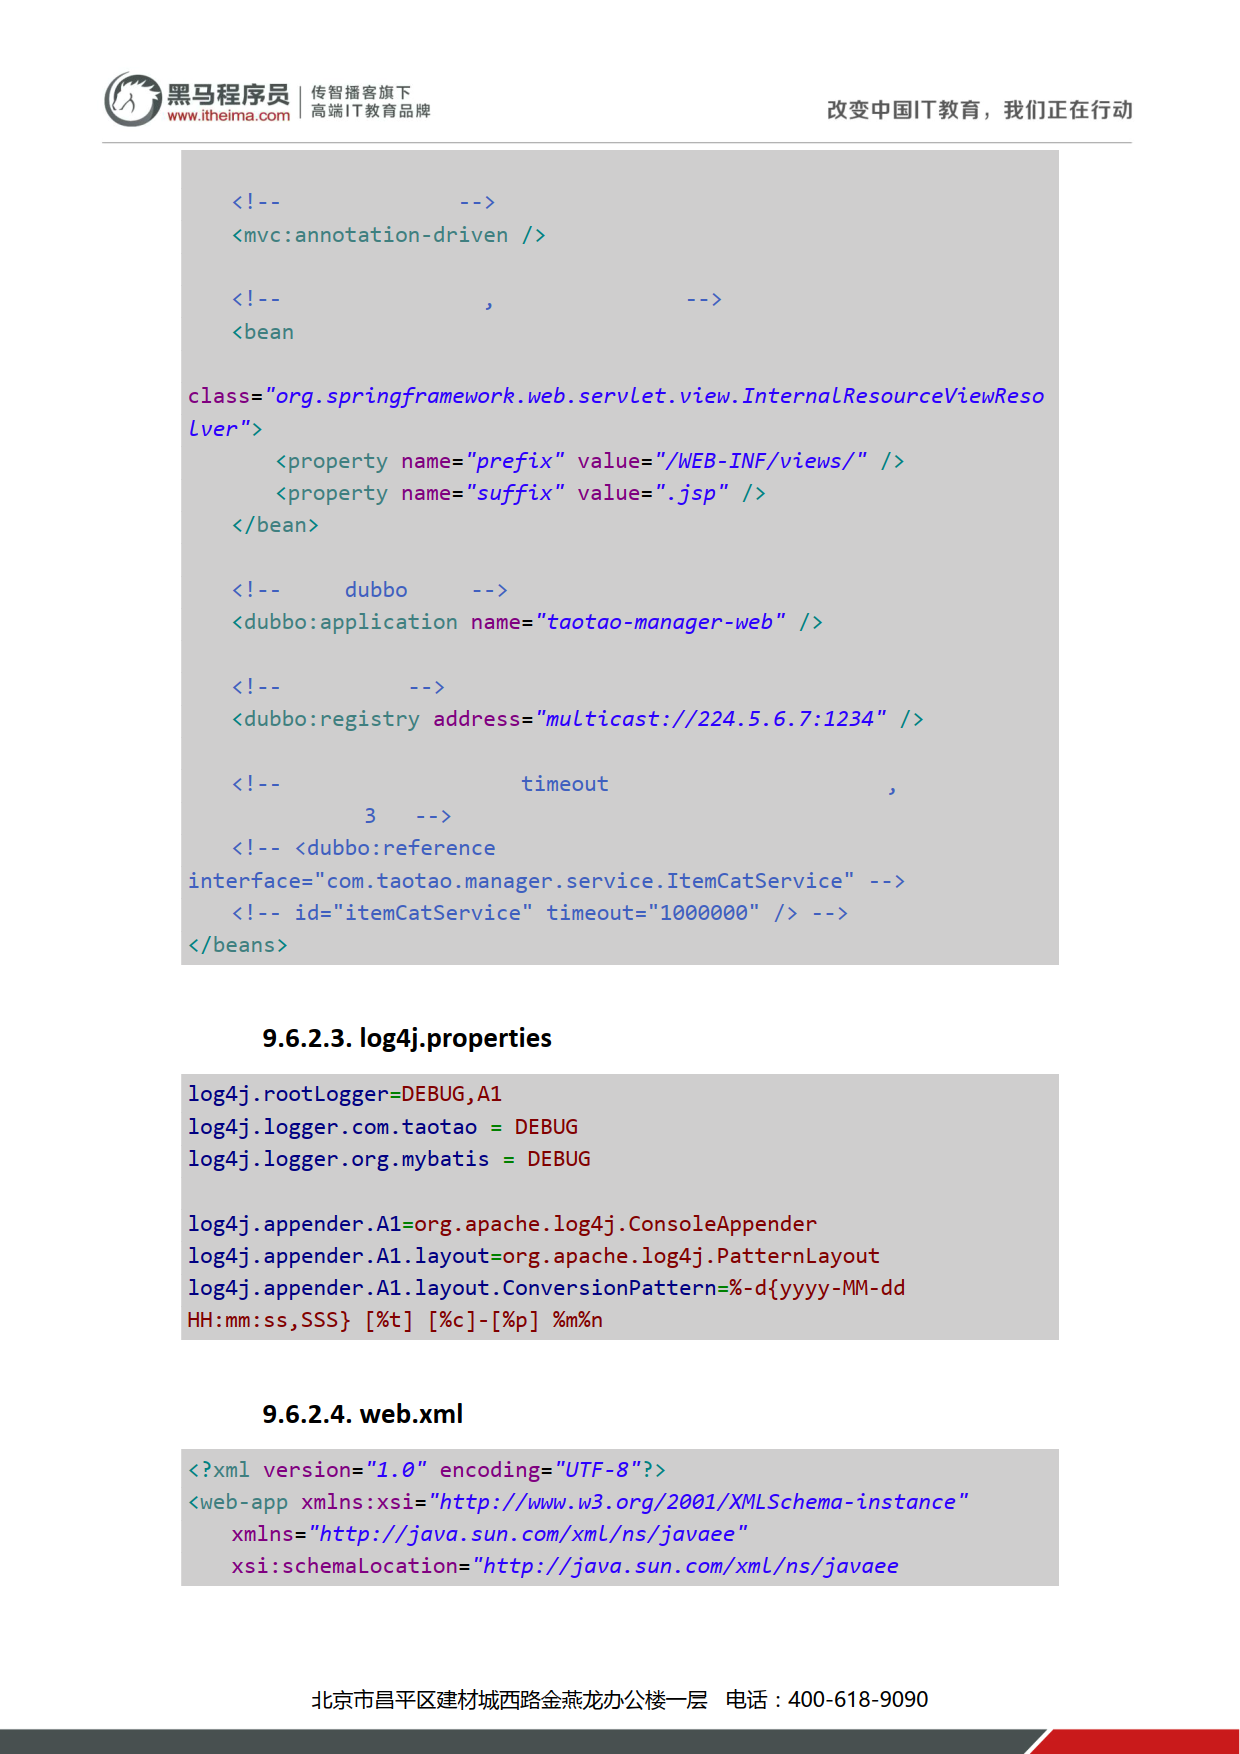 黑马程序员
www.itheima.com
传智播客旗下
高端IT教育品牌
改变中国IT教育，我们正在行动
<!-- -->
<mvc:annotation-driven />
<!-- , -->
<bean
class="org.springframework.web.servlet.view.InternalResourceViewReso
lver">
<property name="prefix" value="/WEB-INF/views/" />
<property name="suffix" value=".jsp" />
</bean>
<!-- dubbo -->
<dubbo:application name="taotao-manager-web" />
<!-- -->
<dubbo:registry address="multicast://224.5.6.7:1234" />
<!-- timeout ,
3 -->
<!-- <dubbo:reference
interface="com.taotao.manager.service.ItemCatService" -->
<!-- id="itemCatService" timeout="1000000" /> -->
</beans>
9.6.2.3. log4j.properties
log4j.rootLogger=DEBUG,A1
log4j.logger.com.taotao = DEBUG
log4j.logger.org.mybatis = DEBUG
log4j.appender.A1=org.apache.log4j.ConsoleAppender
log4j.appender.A1.layout=org.apache.log4j.PatternLayout
log4j.appender.A1.layout.ConversionPattern=%-d{yyyy-MM-dd
HH:mm:ss,SSS} [%t] [%c]-[%p] %m%n
9.6.2.4. web.xml
<?xml version="1.0" encoding="UTF-8"?>
<web-app xmlns:xsi="http://www.w3.org/2001/XMLSchema-instance"
xmlns="http://java.sun.com/xml/ns/javaee"
xsi:schemaLocation="http://java.sun.com/xml/ns/javaee
北京市昌平区建材城西路金燕龙办公楼一层 电话：400-618-9090